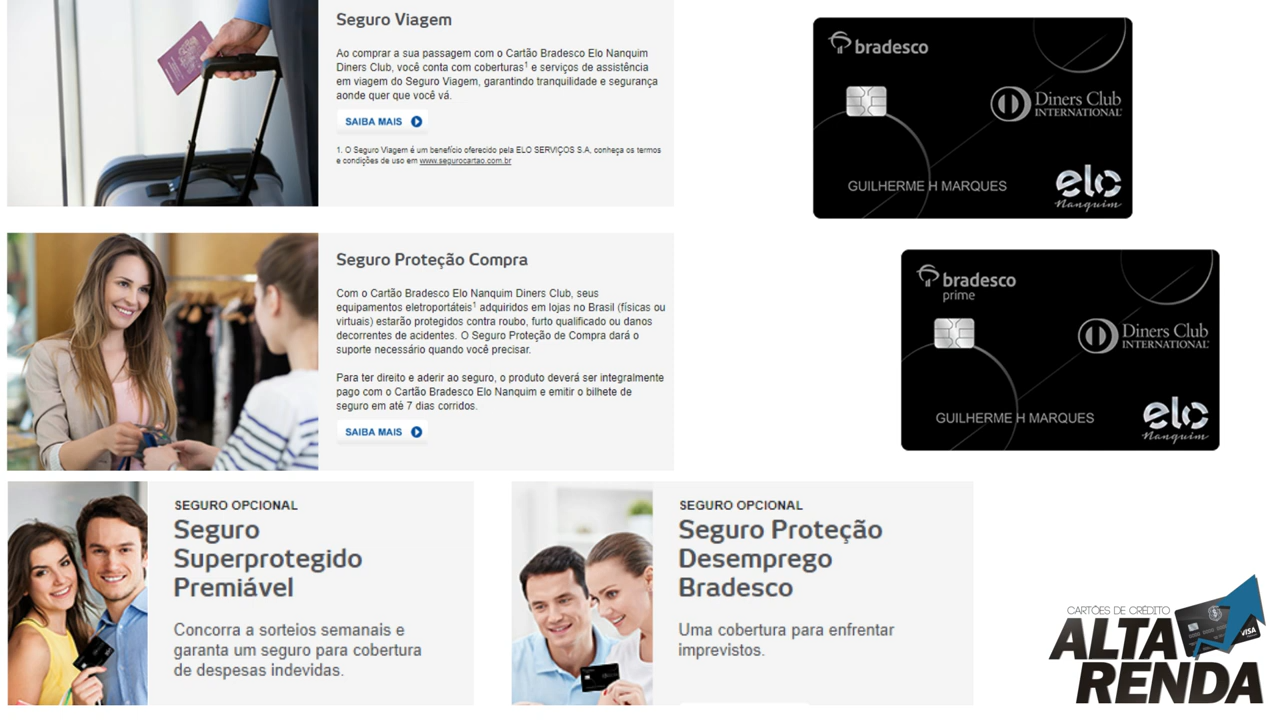 Seguro Viagem
Ao comprar a sua passagem com o Cartão Bradesco Elo Nanquim
Diners Club, você conta com coberturas¹ e serviços de assistência
em viagem do Seguro Viagem, garantindo tranquilidade e segurança
aonde quer que você vá.
SAIBA MAIS
1. O Seguro Viagem é um benefício oferecido pela ELO SERVIÇOS S.A, conheça os termos
e condições de uso em www.segurocartao.com.br
bradesco
Diners Club
INTERNATIONAL
GUILHERME H MARQUES
elo
Nanquim
Seguro Proteção Compra
Com o Cartão Bradesco Elo Nanquim Diners Club, seus
equipamentos eletroportáteis¹ adquiridos em lojas no Brasil (físicas ou
virtuais) estarão protegidos contra roubo, furto qualificado ou danos
decorrentes de acidentes. O Seguro Proteção de Compra dará o
suporte necessário quando você precisar.
Para ter direito e aderir ao seguro, o produto deverá ser integralmente
pago com o Cartão Bradesco Elo Nanquim e emitir o bilhete de
seguro em até 7 dias corridos.
SAIBA MAIS
bradesco
prime
Diners Club
INTERNATIONAL
GUILHERME H MARQUES
elo
Nanquim
SEGURO OPCIONAL
Seguro
Superprotegido
Premiável
Concorra a sorteios semanais e
garanta um seguro para cobertura
de despesas indevidas.
SEGURO OPCIONAL
Seguro Proteção
Desemprego
Bradesco
Uma cobertura para enfrentar
imprevistos.
CARTÕES DE CRÉDITO
ALTA
RENDA
VISA